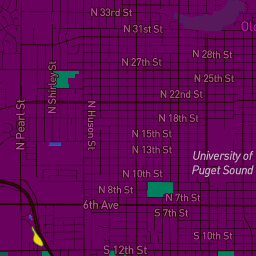 N 33rd St
Old
N 31st St
N 28th St
N 27th St
N Shirley St
N 25th St
N 22nd St
N Pearl St
N Huson St
N 18th St
N 15th St
N 13th St
University of
Puget Sound
N 10th St
N 8th St
N 7th St
6th Ave
S 7th St
S 10th St
S 12th St